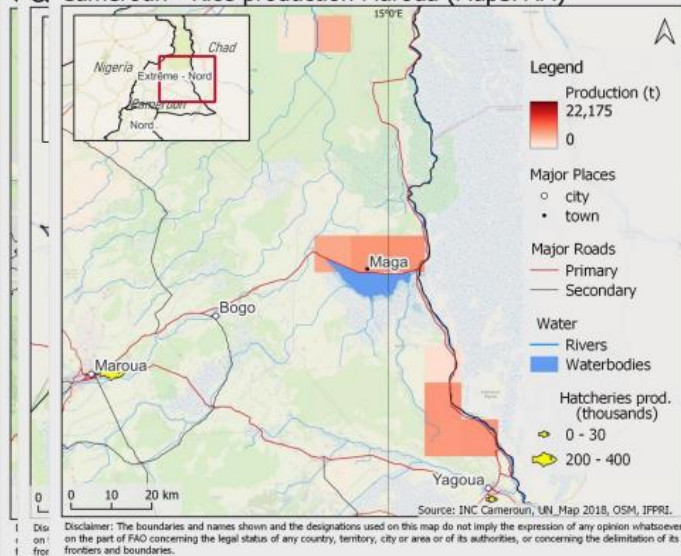 Cameroon - Rice production Maroua (MapSPAM)
15°0'E
Chad
Nigeria
Extrême - Nord
Cameroun
Nord
Maga
Bogo
Maroua
Yagoua
0 10 20 km
Legend
Production (t)
22,175
0
Major Places
city
town
Major Roads
Primary
Secondary
Water
Rivers
Waterbodies
Hatcheries prod.
(thousands)
0 - 30
200 - 400
Source: INC Cameroun, UN_Map 2018, OSM, IFPRI.
Disclaimer: The boundaries and names shown and the designations used on this map do not imply the expression of any opinion whatsoever
on the part of FAO concerning the legal status of any country, territory, city or area or of its authorities, or concerning the delimitation of its
frontiers and boundaries.